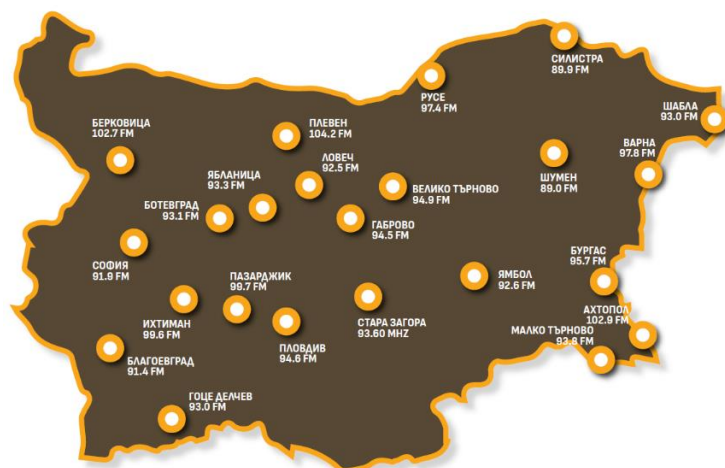 СИЛИСТРА
89.9 FM
РУСЕ
97.4 FM
ШАБЛА
93.0 FM
БЕРКОВИЦА
102.7 FM
ПЛЕВЕН
104.2 FM
ВАРНА
97.8 FM
ЛОВЕЧ
92.5 FM
ЯБЛАНИЦА
93.3 FM
ШУМЕН
89.0 FM
ВЕЛИКО ТЪРНОВО
94.9 FM
БОТЕВГРАД
93.1 FM
ГАБРОВО
94.5 FM
СОФИЯ
91.9 FM
БУРГАС
95.7 FM
ПАЗАРДЖИК
99.7 FM
ЯМБОЛ
92.6 FM
ИХТИМАН
99.6 FM
АХТОПОЛ
102.9 FM
СТАРА ЗАГОРА
93.60 MHZ
МАЛКО ТЪРНОВО
93.8 FM
ПЛОВДИВ
94.6 FM
БЛАГОЕВГРАД
91.4 FM
ГОЦЕ ДЕЛЧЕВ
93.0 FM